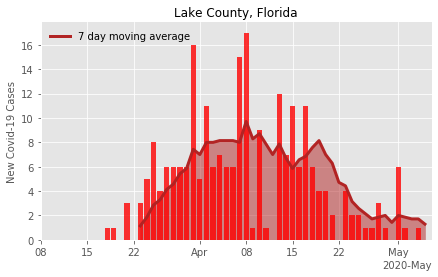 Lake County, Florida
7 day moving average
New Covid-19 Cases
16
14
12
10
8
6
4
2
0
08 15 22 Apr 08 15 22 May
2020-May